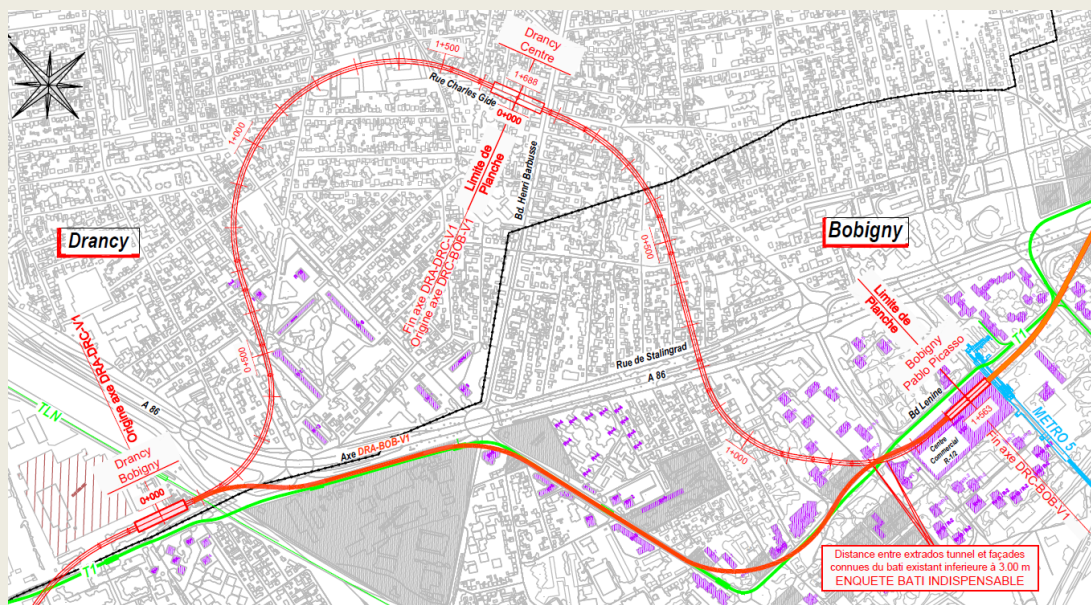 Drancy
Centre
1+500
1+688
Rue Charles Gide
0+000
1+000
Limite de
Planche
Bd. Henri Barbusse
Fin axe DRA-DRC-V1
Origine axe DRC-BOB-V1
Drancy
Bobigny
0+500
0+500
Limite de
Planche
Bobigny
Pablo Picasso
T1
Rue de Stalingrad
A 86
Origine axe DRA-DRC-V1
A 86
TLN
Bd Lenine
METRO 5
1+563
Fin axe DRC-BOB-V1
Centre
Commercial
R-1/2
1+000
Axe DRA-BOB-V1
Drancy
Bobigny
0+000
T1
Distance entre extrados tunnel et façades
connues du bati existant inferieure à 3.00 m
ENQUETE BATI INDISPENSABLE